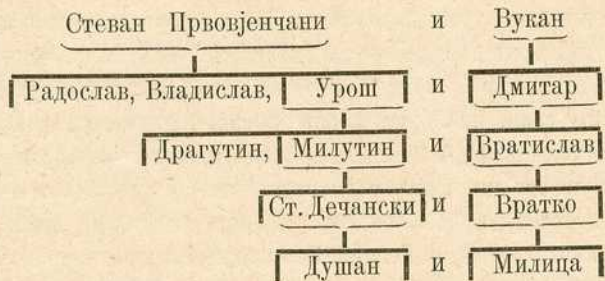 Стеван Првовјенчани и Вукан
Радослав, Владислав, Урош и Дмитар
Драгутин, Милутин и Вратислав
Ст. Дечански и Вратко
Душан и Милица